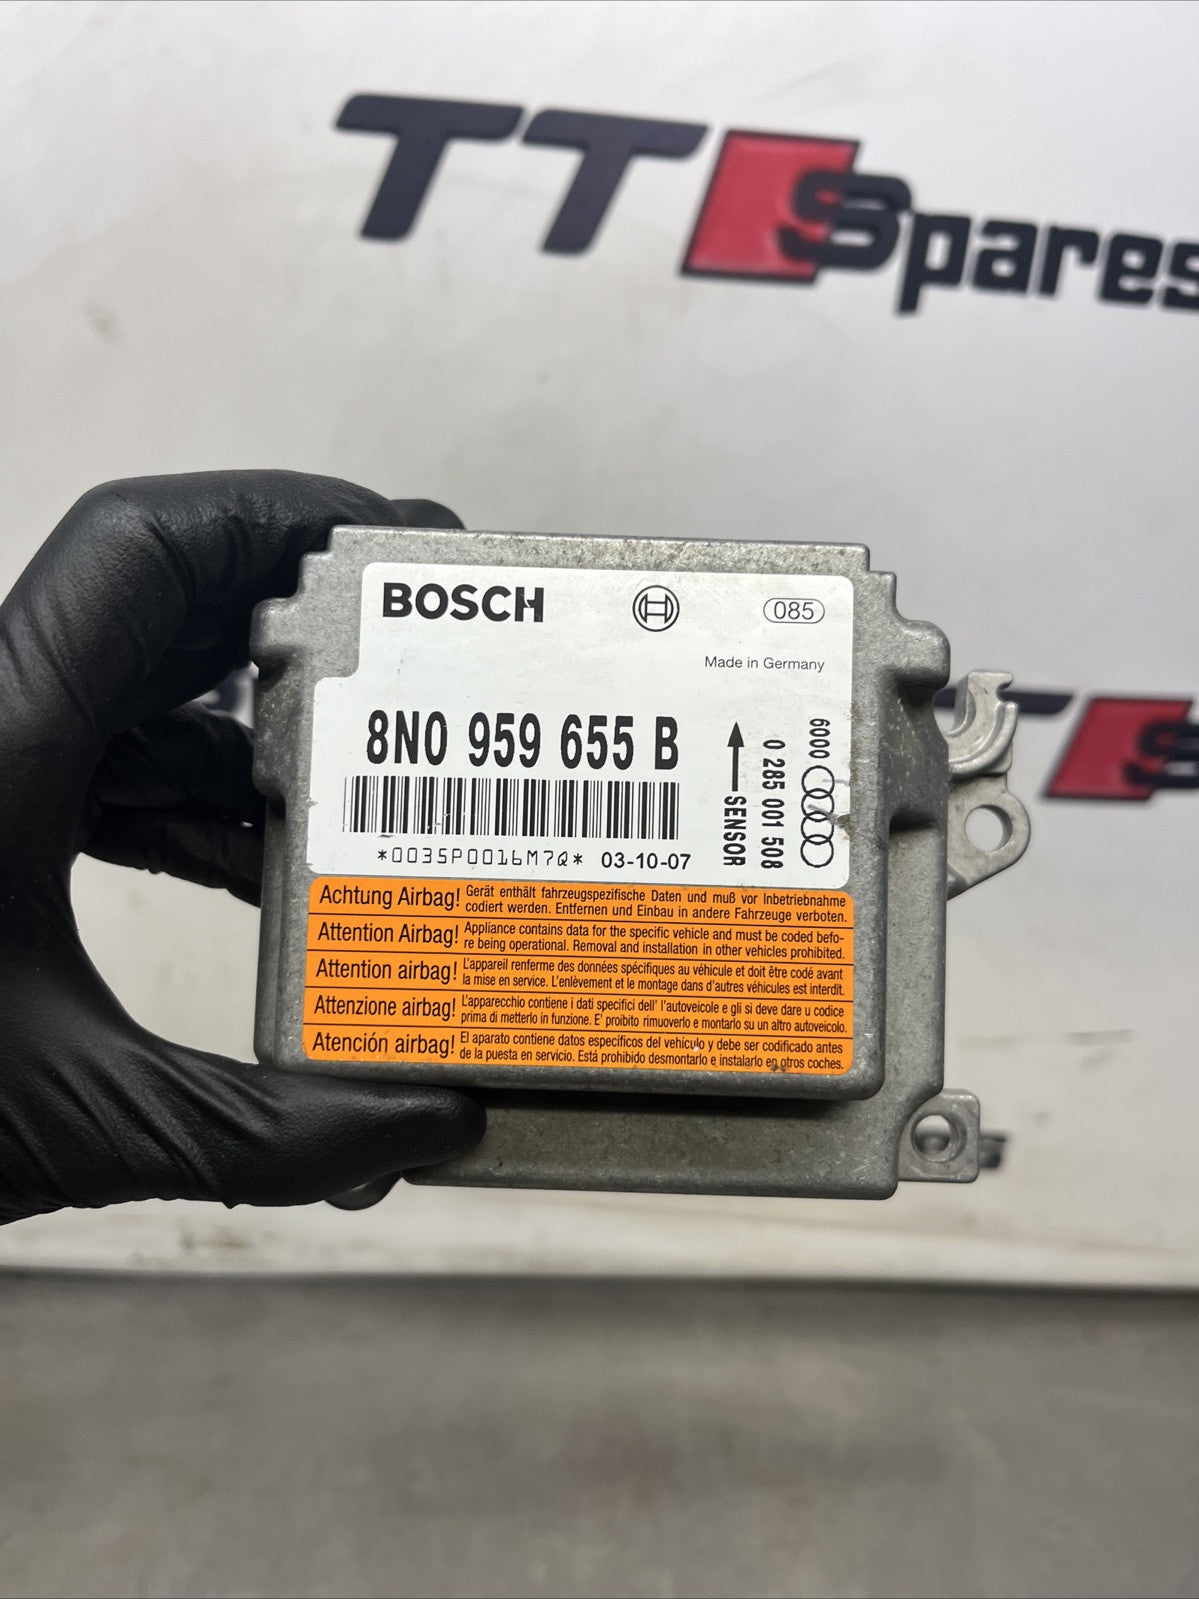 TT Spares
BOSCH
085
Made in Germany
8N0 959 655 B
SENSOR
0 285 001 508
6000
*0035P0016M7Q* 03-10-07
Achtung Airbag! Gerät enthält fahrzeugspezifische Daten und muß vor Inbetriebnahme
codiert werden. Entfernen und Einbau in andere Fahrzeuge verboten.
Attention Airbag! Appliance contains data for the specific vehicle and must be coded befo-
re being operational. Removal and installation in other vehicles prohibited.
Attention airbag! L'appareil renferme des données spécifiques au véhicule et doit être codé avant
la mise en service. L'enlèvement et le montage dans d'autres véhicules est interdit.
Attenzione airbag! L'apparecchio contiene i dati specifici dell' l'autoveicole e gli si deve dare u codice
prima di metterlo in funzione. E' proibito rimuoverlo e montarlo su un altro autoveicolo.
Atención airbag! El aparato contiene datos específicos del vehículo y debe ser codificado antes
de la puesta en servicio. Está prohibido desmontarlo e instalarlo en otros coches.